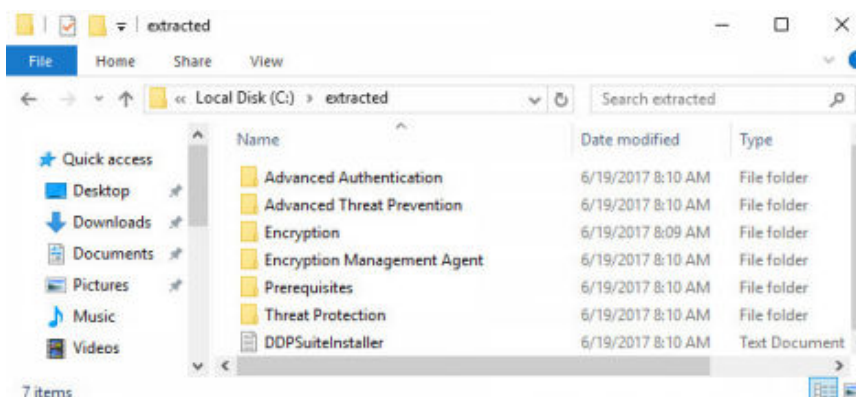 extracted
File Home Share View
« Local Disk (C:) › extracted Search extracted
Name Date modified Type
Quick access
Desktop
Downloads
Documents
Pictures
Music
Videos
Advanced Authentication 6/19/2017 8:10 AM File folder
Advanced Threat Prevention 6/19/2017 8:10 AM File folder
Encryption 6/19/2017 8:09 AM File folder
Encryption Management Agent 6/19/2017 8:10 AM File folder
Prerequisites 6/19/2017 8:10 AM File folder
Threat Protection 6/19/2017 8:10 AM File folder
DDPSuiteInstaller 6/19/2017 8:10 AM Text Document
7 items